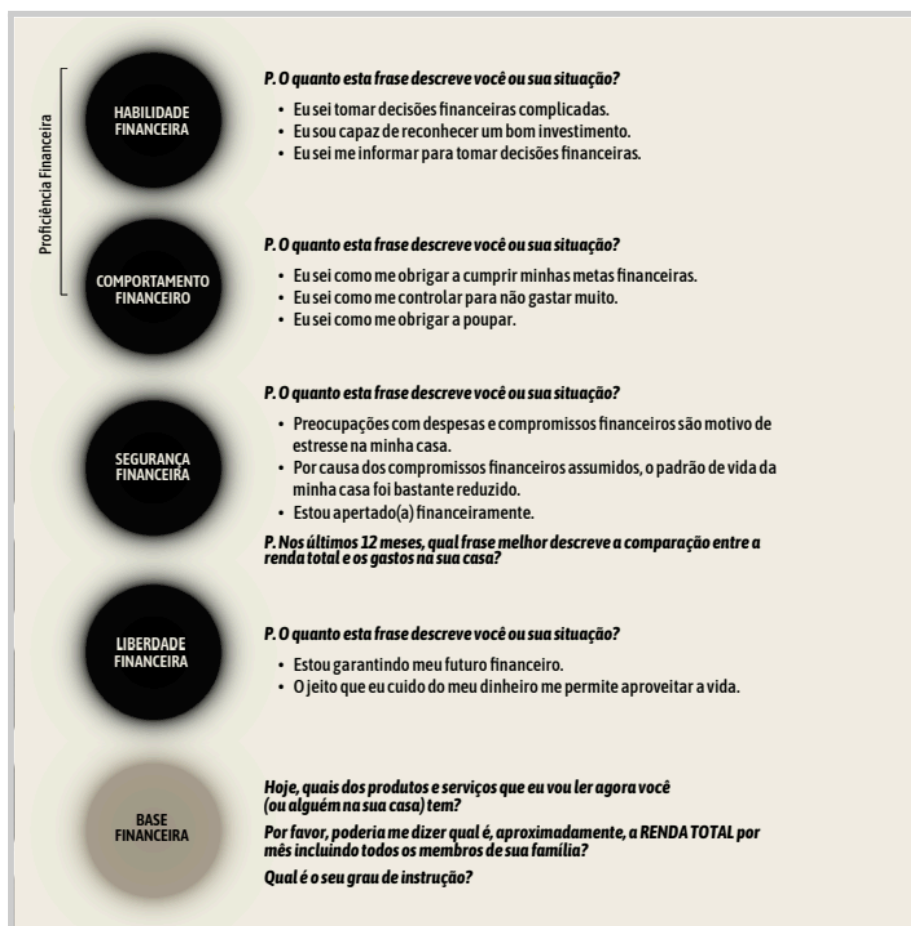 Proficiência Financeira
HABILIDADE
FINANCEIRA
P. O quanto esta frase descreve você ou sua situação?
• Eu sei tomar decisões financeiras complicadas.
• Eu sou capaz de reconhecer um bom investimento.
• Eu sei me informar para tomar decisões financeiras.
COMPORTAMENTO
FINANCEIRO
P. O quanto esta frase descreve você ou sua situação?
• Eu sei como me obrigar a cumprir minhas metas financeiras.
• Eu sei como me controlar para não gastar muito.
• Eu sei como me obrigar a poupar.
SEGURANÇA
FINANCEIRA
P. O quanto esta frase descreve você ou sua situação?
• Preocupações com despesas e compromissos financeiros são motivo de
estresse na minha casa.
• Por causa dos compromissos financeiros assumidos, o padrão de vida da
minha casa foi bastante reduzido.
• Estou apertado(a) financeiramente.
P. Nos últimos 12 meses, qual frase melhor descreve a comparação entre a
renda total e os gastos na sua casa?
LIBERDADE
FINANCEIRA
P. O quanto esta frase descreve você ou sua situação?
• Estou garantindo meu futuro financeiro.
• O jeito que eu cuido do meu dinheiro me permite aproveitar a vida.
BASE
FINANCEIRA
Hoje, quais dos produtos e serviços que eu vou ler agora você
(ou alguém na sua casa) tem?
Por favor, poderia me dizer qual é, aproximadamente, a RENDA TOTAL por
mês incluindo todos os membros de sua família?
Qual é o seu grau de instrução?